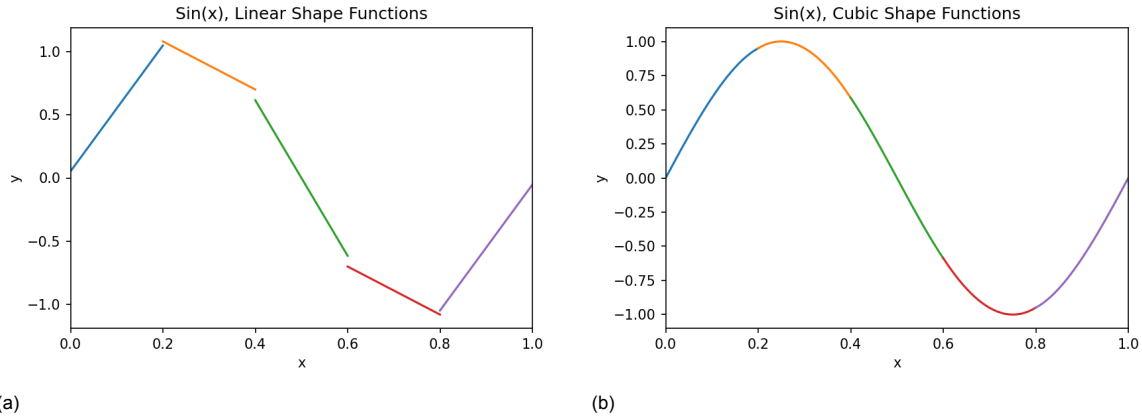 Sin(x), Linear Shape Functions
1.0
0.5
0.0
−0.5
−1.0
y
0.0 0.2 0.4 0.6 0.8 1.0
x
(a)
Sin(x), Cubic Shape Functions
1.00
0.75
0.50
0.25
0.00
−0.25
−0.50
−0.75
−1.00
y
0.0 0.2 0.4 0.6 0.8 1.0
x
(b)